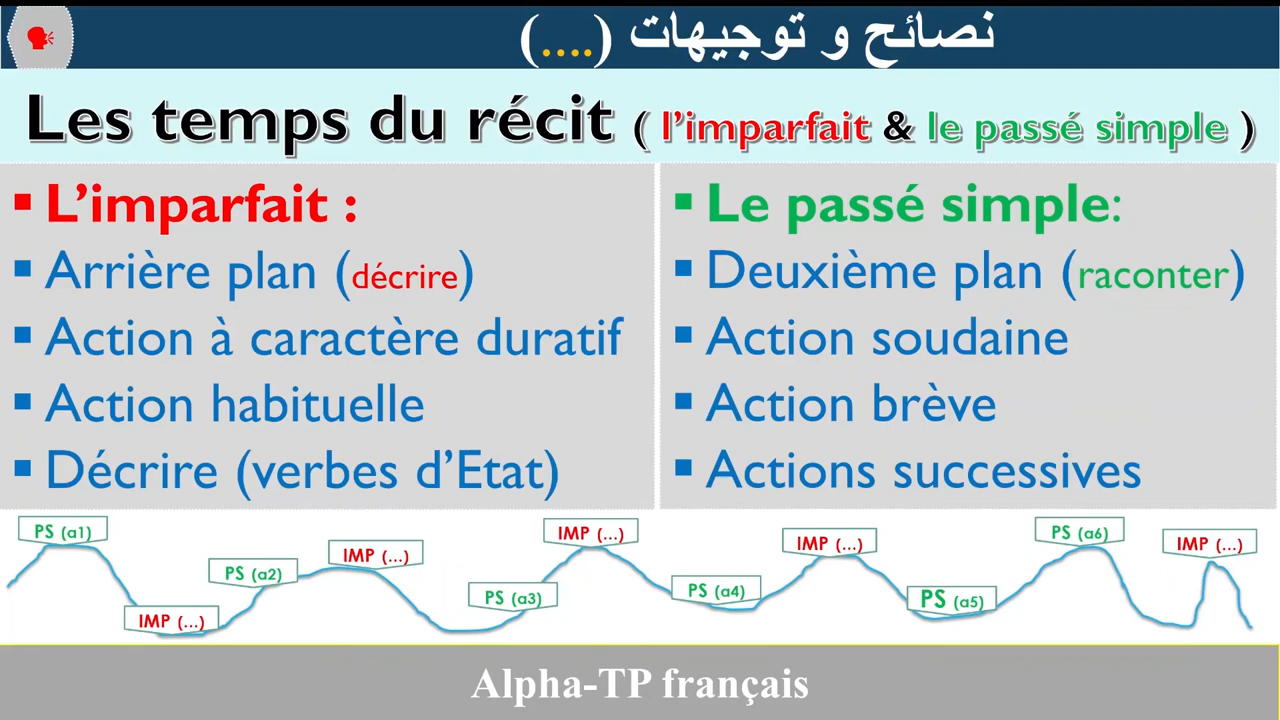 نصائح و توجيهات (....)
Les temps du récit ( l’imparfait & le passé simple )
▪ L’imparfait :
▪ Arrière plan (décrire)
▪ Action à caractère duratif
▪ Action habituelle
▪ Décrire (verbes d’Etat)
▪ Le passé simple:
▪ Deuxième plan (raconter)
▪ Action soudaine
▪ Action brève
▪ Actions successives
PS (a1)
IMP (...)
PS (a2)
IMP (...)
PS (a3)
IMP (...)
PS (a4)
IMP (...)
PS (a5)
PS (a6)
IMP (...)
Alpha-TP français